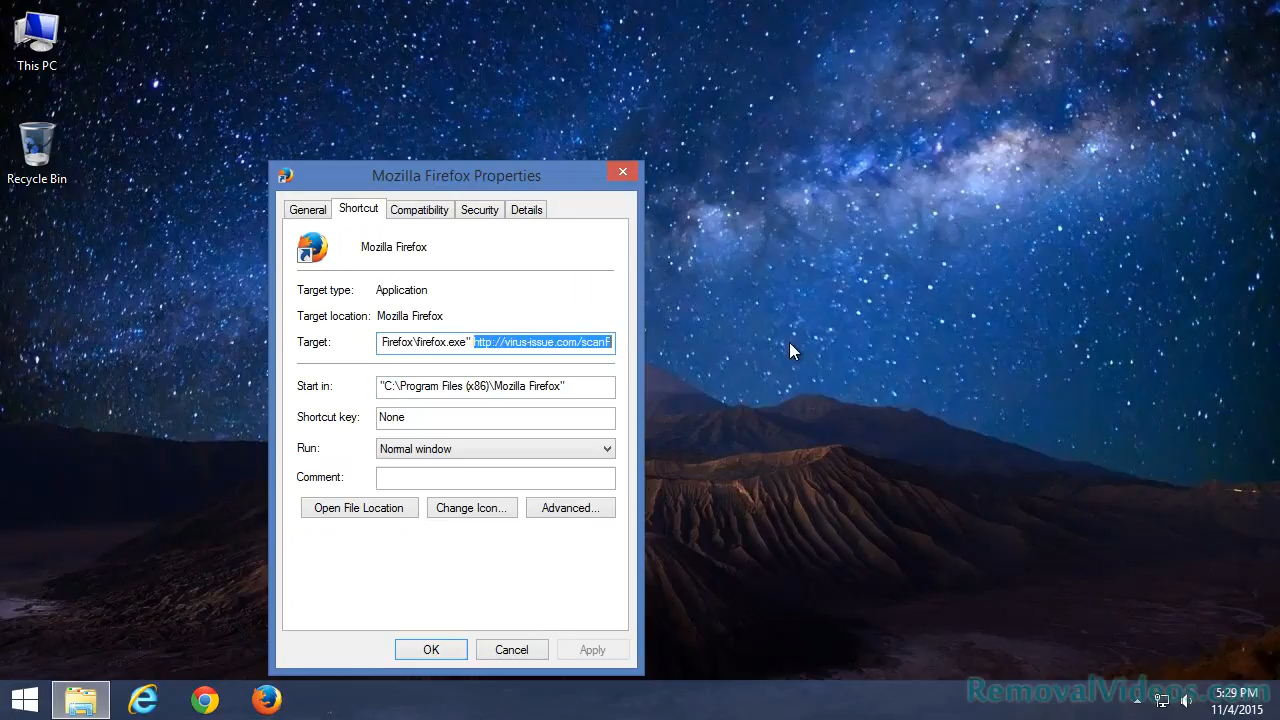 This PC
Recycle Bin
Mozilla Firefox Properties
General Shortcut Compatibility Security Details
Mozilla Firefox
Target type: Application
Target location: Mozilla Firefox
Target: Firefox\firefox.exe" http://virus-issue.com/scanF
Start in: "C:\Program Files (x86)\Mozilla Firefox"
Shortcut key: None
Run: Normal window
Comment:
Open File Location Change Icon... Advanced...
OK Cancel Apply
RemovalVideos.com
5:29 PM
11/4/2015